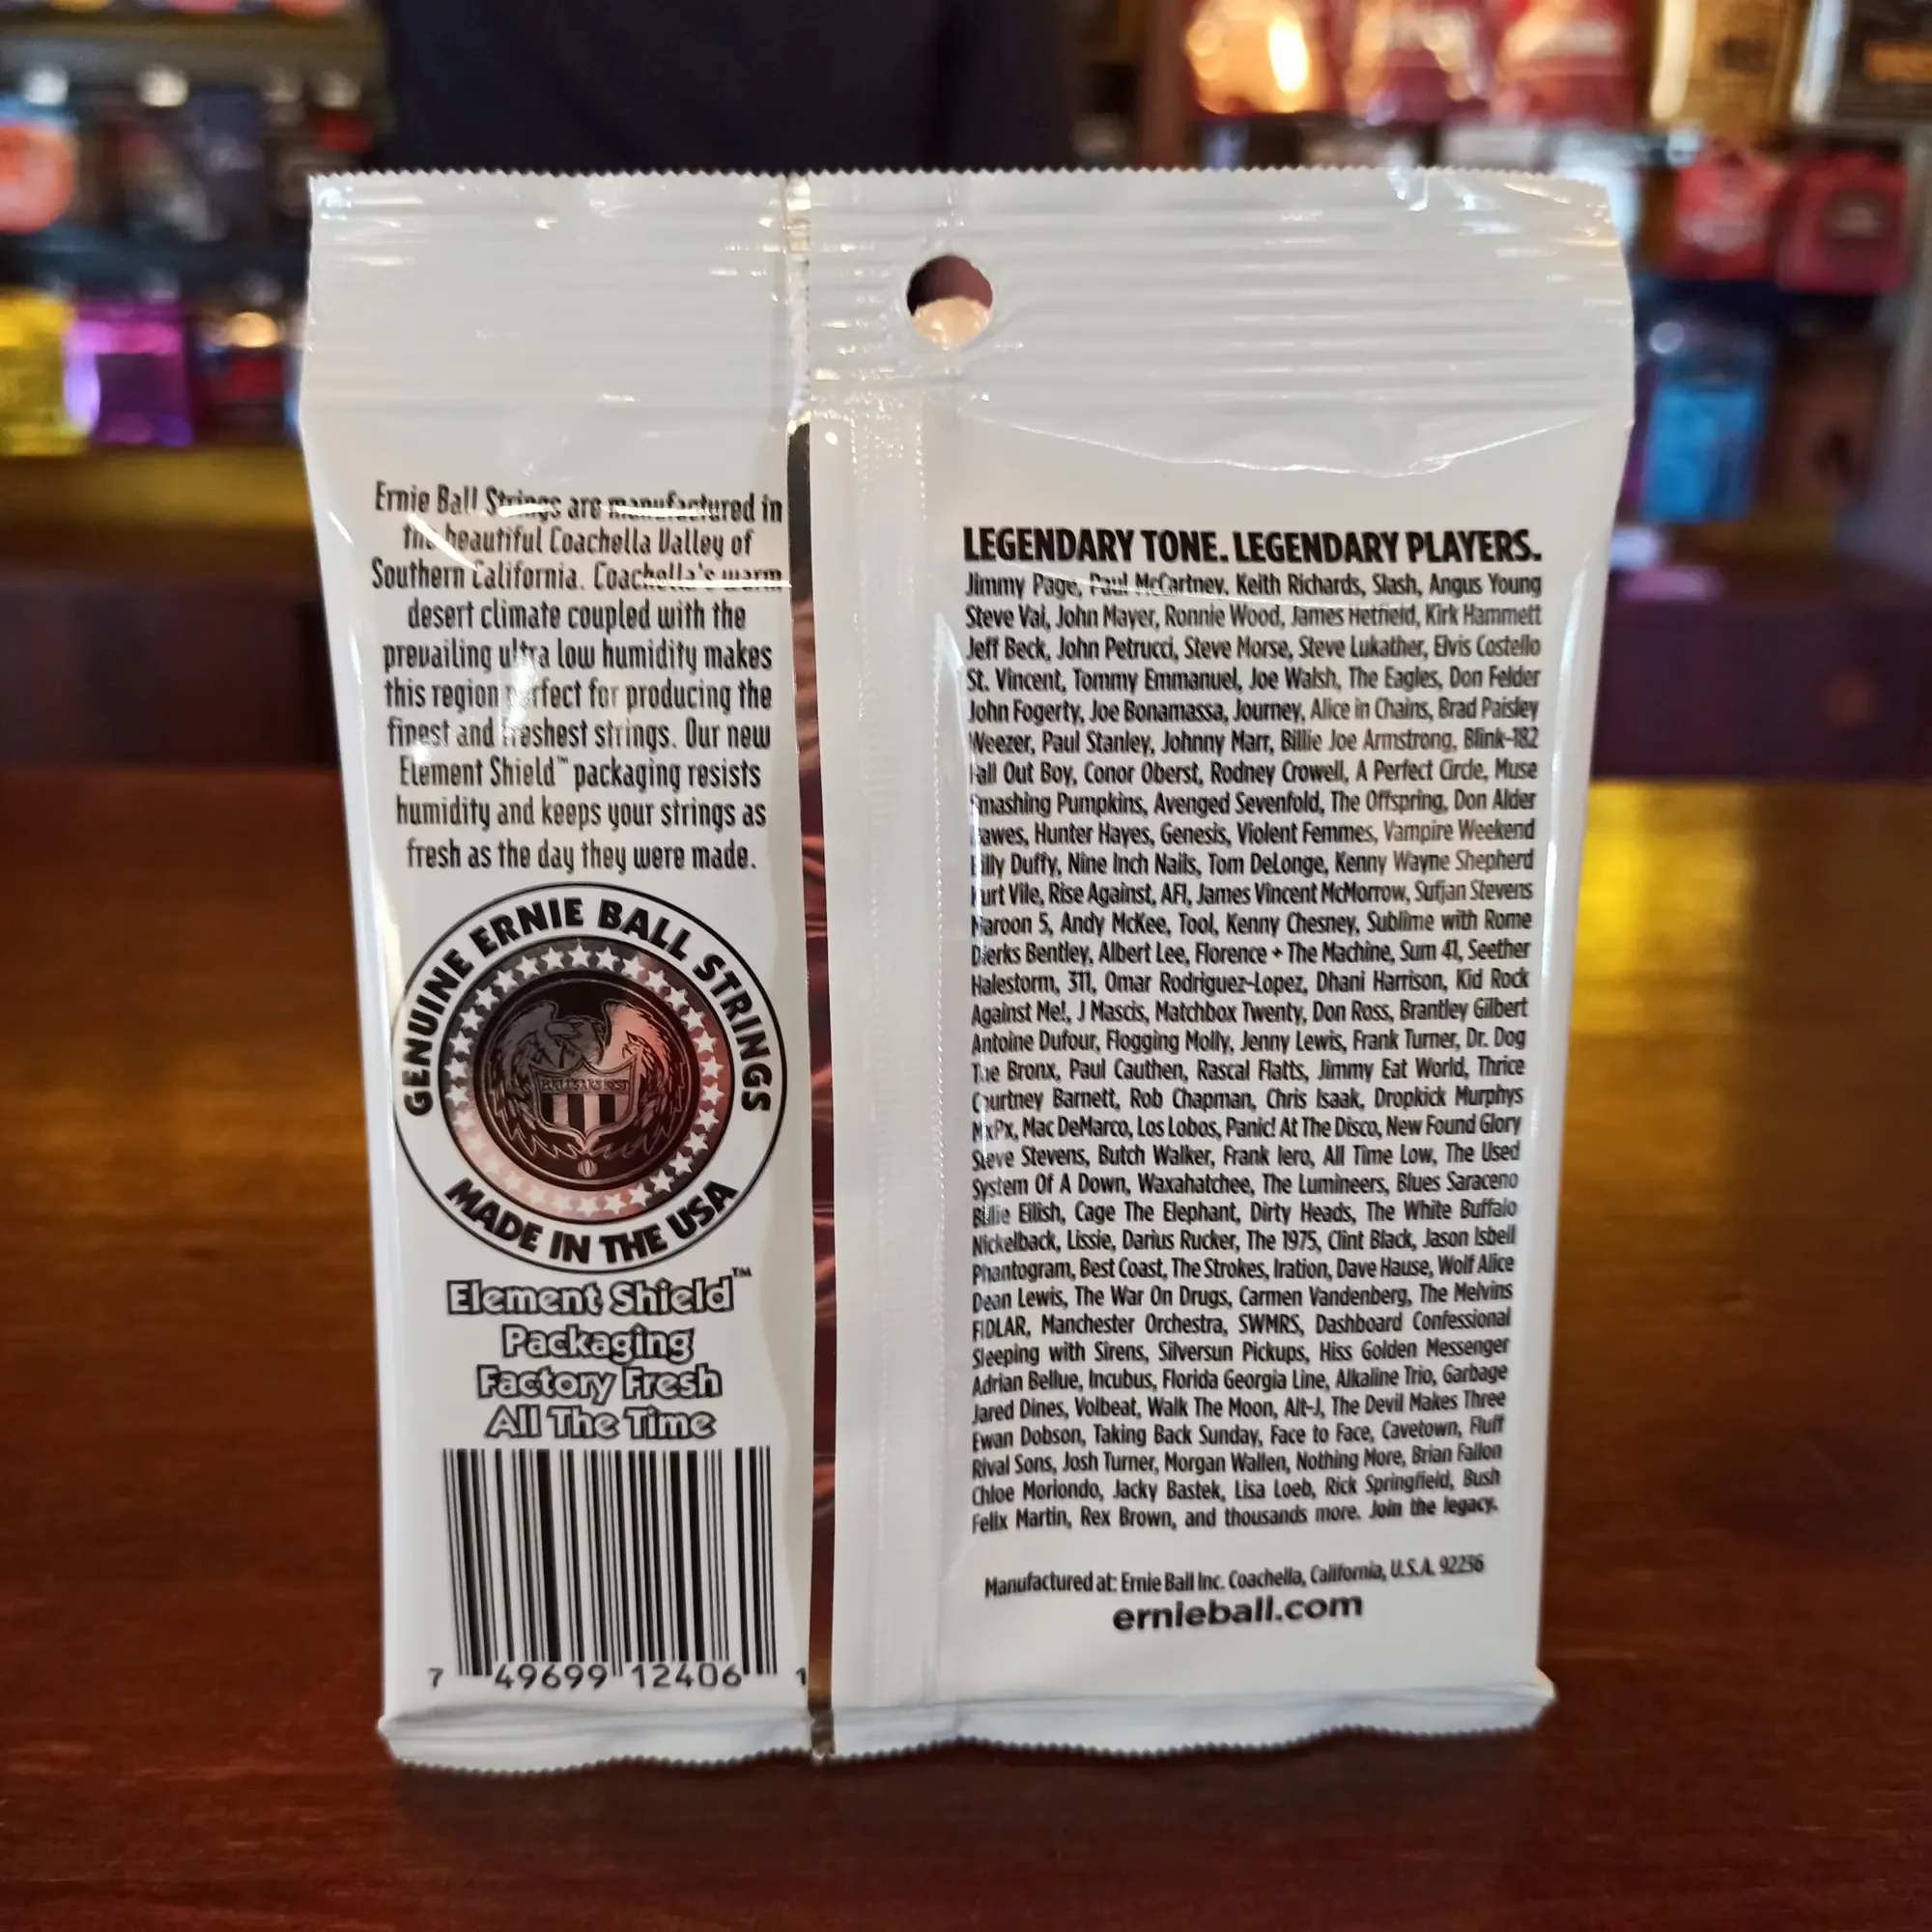 Ernie Ball Strings are manufactured in
the beautiful Coachella Valley of
Southern California. Coachella's warm
desert climate coupled with the
prevailing ultra low humidity makes
this region perfect for producing the
finest and freshest strings. Our new
Element Shield™ packaging resists
humidity and keeps your strings as
fresh as the day they were made.
GENUINE ERNIE BALL STRINGS
MADE IN THE USA
Element Shield™
Packaging
Factory Fresh
All The Time
7 49699 12406 1
LEGENDARY TONE. LEGENDARY PLAYERS.
Jimmy Page, Paul McCartney, Keith Richards, Slash, Angus Young
Steve Vai, John Mayer, Ronnie Wood, James Hetfield, Kirk Hammett
Jeff Beck, John Petrucci, Steve Morse, Steve Lukather, Elvis Costello
St. Vincent, Tommy Emmanuel, Joe Walsh, The Eagles, Don Felder
John Fogerty, Joe Bonamassa, Journey, Alice in Chains, Brad Paisley
Weezer, Paul Stanley, Johnny Marr, Billie Joe Armstrong, Blink-182
Fall Out Boy, Conor Oberst, Rodney Crowell, A Perfect Circle, Muse
Smashing Pumpkins, Avenged Sevenfold, The Offspring, Don Alder
Dawes, Hunter Hayes, Genesis, Violent Femmes, Vampire Weekend
Billy Duffy, Nine Inch Nails, Tom DeLonge, Kenny Wayne Shepherd
Kurt Vile, Rise Against, AFI, James Vincent McMorrow, Sufjan Stevens
Maroon 5, Andy McKee, Tool, Kenny Chesney, Sublime with Rome
Dierks Bentley, Albert Lee, Florence + The Machine, Sum 41, Seether
Halestorm, 311, Omar Rodriguez-Lopez, Dhani Harrison, Kid Rock
Against Me!, J Mascis, Matchbox Twenty, Don Ross, Brantley Gilbert
Antoine Dufour, Flogging Molly, Jenny Lewis, Frank Turner, Dr. Dog
The Bronx, Paul Cauthen, Rascal Flatts, Jimmy Eat World, Thrice
Courtney Barnett, Rob Chapman, Chris Isaak, Dropkick Murphys
MxPx, Mac DeMarco, Los Lobos, Panic! At The Disco, New Found Glory
Steve Stevens, Butch Walker, Frank Iero, All Time Low, The Used
System Of A Down, Waxahatchee, The Lumineers, Blues Saraceno
Billie Eilish, Cage The Elephant, Dirty Heads, The White Buffalo
Nickelback, Lissie, Darius Rucker, The 1975, Clint Black, Jason Isbell
Phantogram, Best Coast, The Strokes, Iration, Dave Hause, Wolf Alice
Dean Lewis, The War On Drugs, Carmen Vandenberg, The Melvins
FIDLAR, Manchester Orchestra, SWMRS, Dashboard Confessional
Sleeping with Sirens, Silversun Pickups, Hiss Golden Messenger
Adrian Bellue, Incubus, Florida Georgia Line, Alkaline Trio, Garbage
Jared Dines, Volbeat, Walk The Moon, Alt-J, The Devil Makes Three
Ewan Dobson, Taking Back Sunday, Face to Face, Cavetown, Fluff
Rival Sons, Josh Turner, Morgan Wallen, Nothing More, Brian Fallon
Chloe Moriondo, Jacky Bastek, Lisa Loeb, Rick Springfield, Bush
Felix Martin, Rex Brown, and thousands more. Join the legacy.
Manufactured at: Ernie Ball Inc. Coachella, California, U.S.A. 92236
ernieball.com